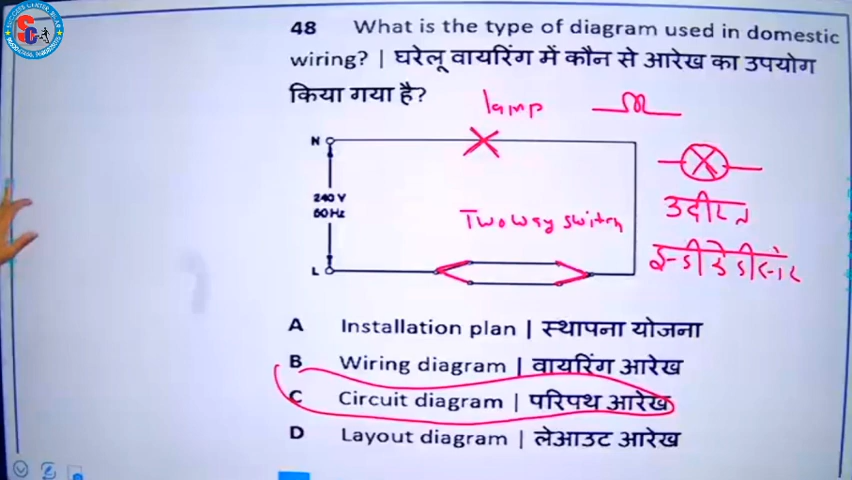 48 What is the type of diagram used in domestic
wiring? | घरेलू वायरिंग में कौन से आरेख का उपयोग
किया गया है?
lamp
N
240 V
50 Hz
Two way switch
L
A Installation plan | स्थापना योजना
B Wiring diagram | वायरिंग आरेख
C Circuit diagram | परिपथ आरेख
D Layout diagram | लेआउट आरेख